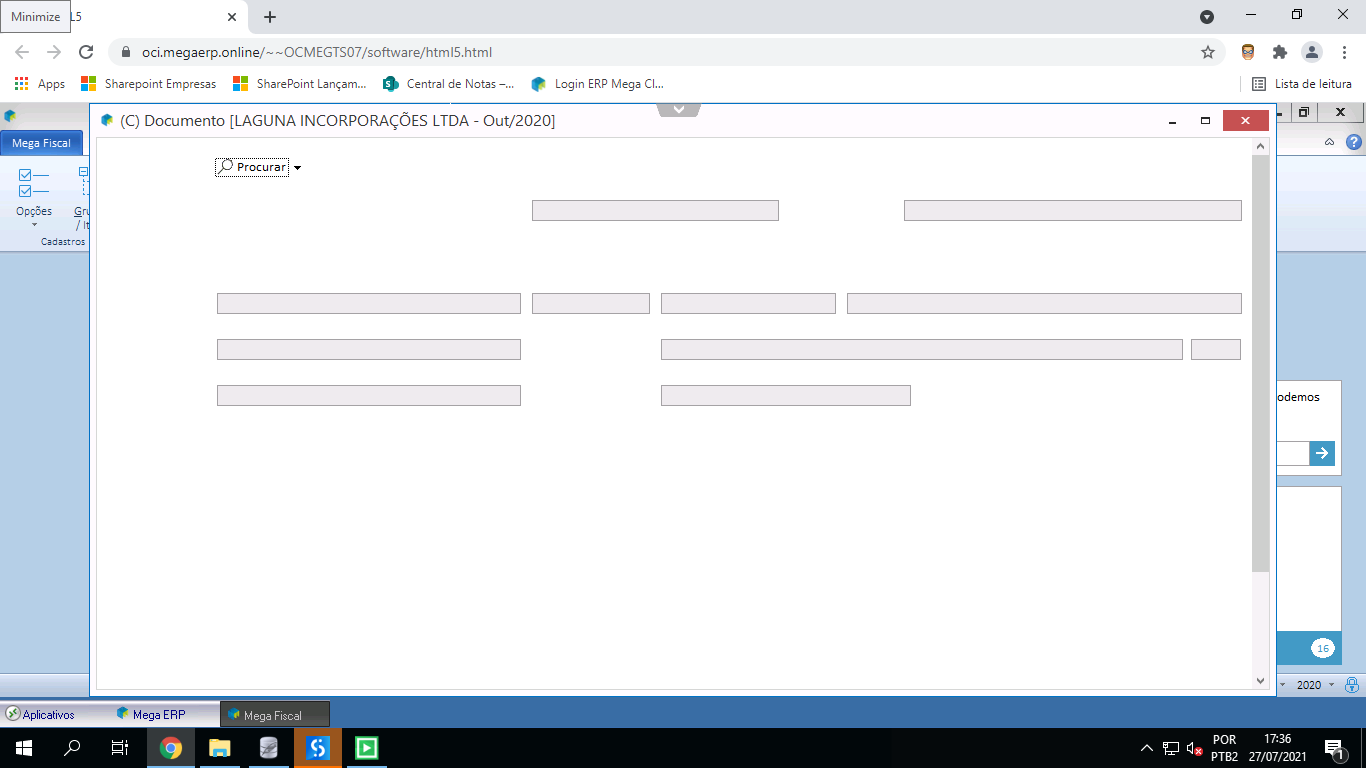 Minimize
L5
oci.megaerp.online/~~OCMEGTS07/software/html5.html
Apps
Sharepoint Empresas
SharePoint Lançam...
Central de Notas –...
Login ERP Mega Cl...
Lista de leitura
(C) Documento [LAGUNA INCORPORAÇÕES LTDA - Out/2020]
Mega Fiscal
Procurar
Opções
Gru
/ It
Cadastros
odemos
16
2020
Aplicativos
Mega ERP
Mega Fiscal
POR
PTB2
17:36
27/07/2021
1